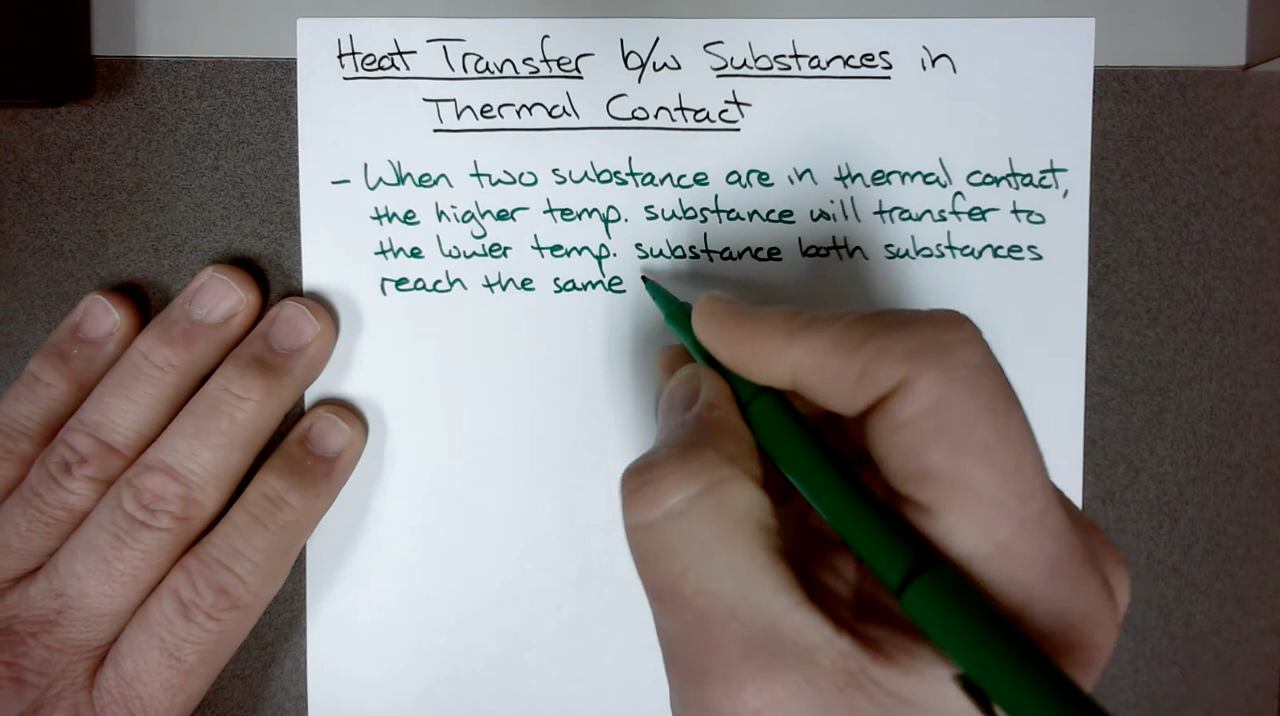 Heat Transfer b/w Substances in
Thermal Contact
- When two substance are in thermal contact,
the higher temp. substance will transfer to
the lower temp. substance both substances
reach the same